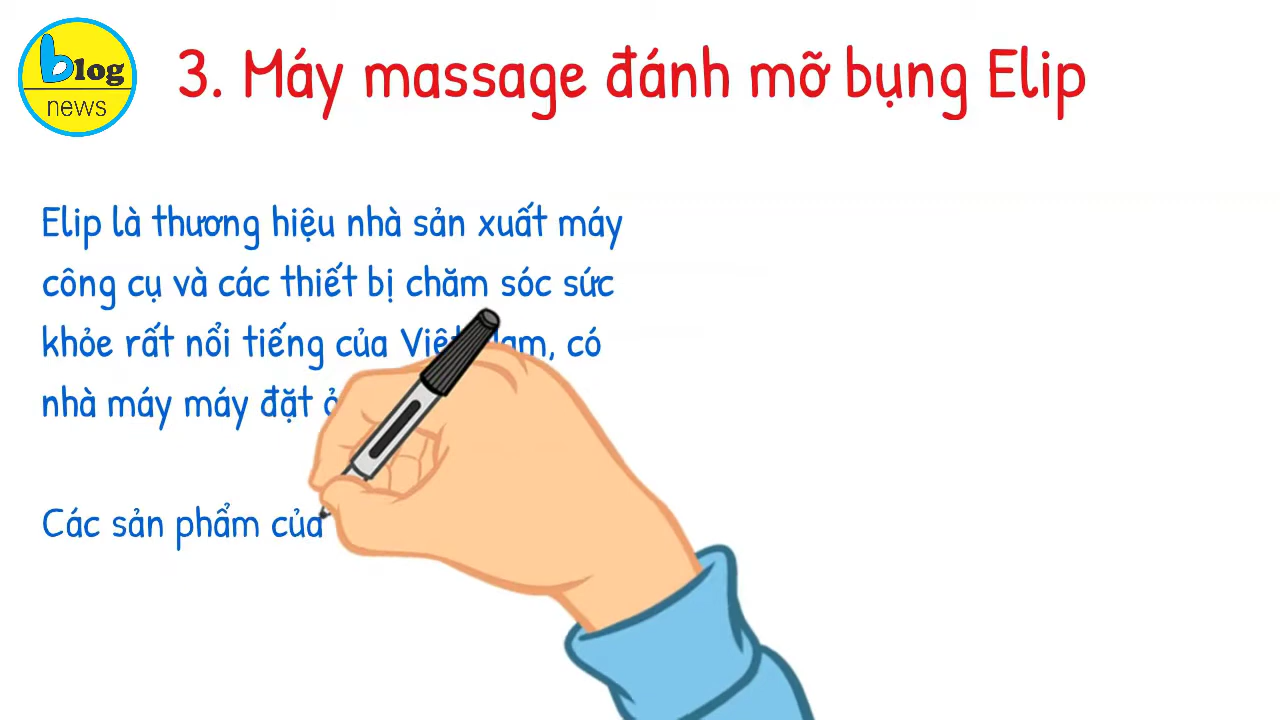 blog
news
3. Máy massage đánh mỡ bụng Elip
Elip là thương hiệu nhà sản xuất máy
công cụ và các thiết bị chăm sóc sức
khỏe rất nổi tiếng của Việt Nam, có
nhà máy máy đặt
Các sản phẩm của